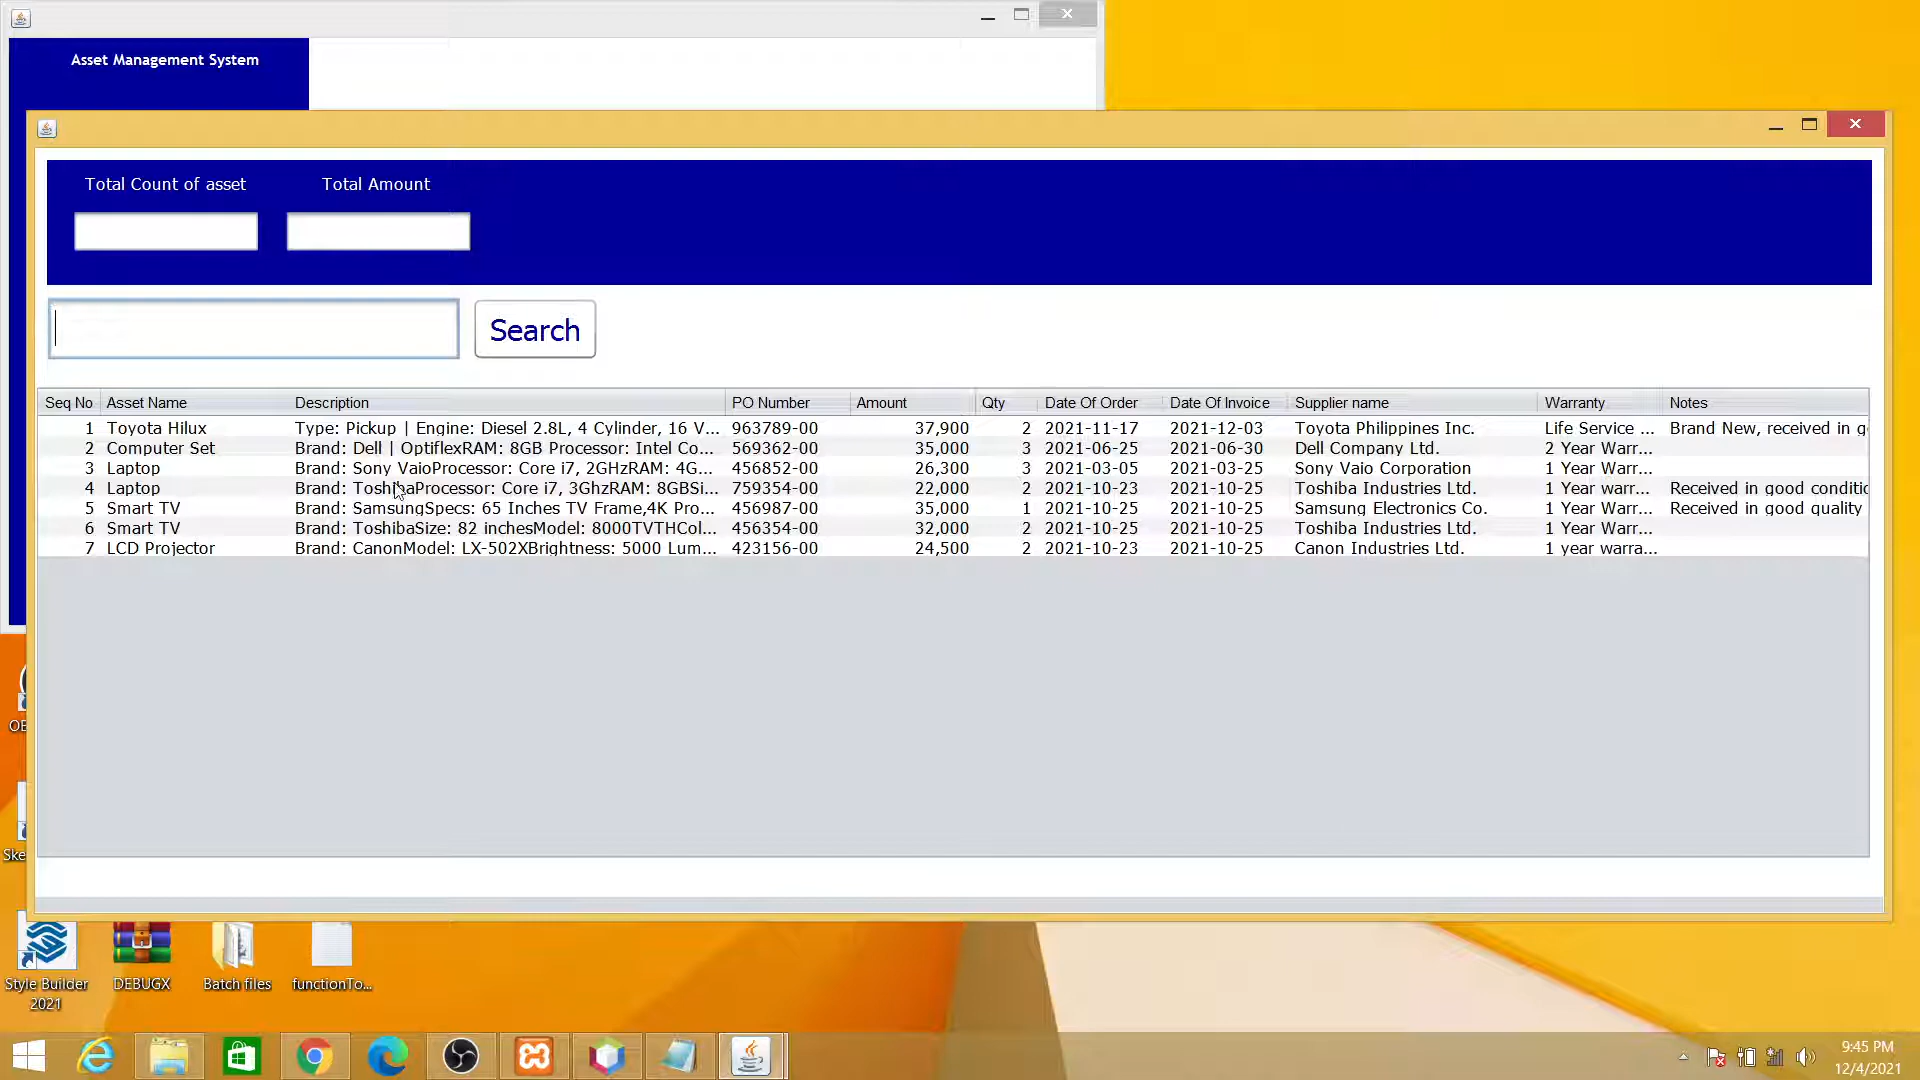 Asset Management System
Total Count of asset Total Amount
Search
Seq No Asset Name Description PO Number Amount Qty Date Of Order Date Of Invoice Supplier name Warranty Notes
1 Toyota Hilux Type: Pickup | Engine: Diesel 2.8L, 4 Cylinder, 16 V... 963789-00 37,900 2 2021-11-17 2021-12-03 Toyota Philippines Inc. Life Service ... Brand New, received in g
2 Computer Set Brand: Dell | OptiflexRAM: 8GB Processor: Intel Co... 569362-00 35,000 3 2021-06-25 2021-06-30 Dell Company Ltd. 2 Year Warr...
3 Laptop Brand: Sony VaioProcessor: Core i7, 2GHzRAM: 4G... 456852-00 26,300 3 2021-03-05 2021-03-25 Sony Vaio Corporation 1 Year Warr...
4 Laptop Brand: ToshibaProcessor: Core i7, 3GhzRAM: 8GBSi... 759354-00 22,000 2 2021-10-23 2021-10-25 Toshiba Industries Ltd. 1 Year warr... Received in good conditio
5 Smart TV Brand: SamsungSpecs: 65 Inches TV Frame,4K Pro... 456987-00 35,000 1 2021-10-25 2021-10-25 Samsung Electronics Co. 1 Year Warr... Received in good quality
6 Smart TV Brand: ToshibaSize: 82 inchesModel: 8000TVTHCol... 456354-00 32,000 2 2021-10-23 2021-10-25 Toshiba Industries Ltd. 1 Year Warr...
7 LCD Projector Brand: CanonModel: LX-502XBrightness: 5000 Lum... 423156-00 24,500 2 2021-10-23 2021-10-25 Canon Industries Ltd. 1 year warra...
OB
Ske
Style Builder 2021
DEBUGX
Batch files
functionTo...
9:45 PM
12/4/2021